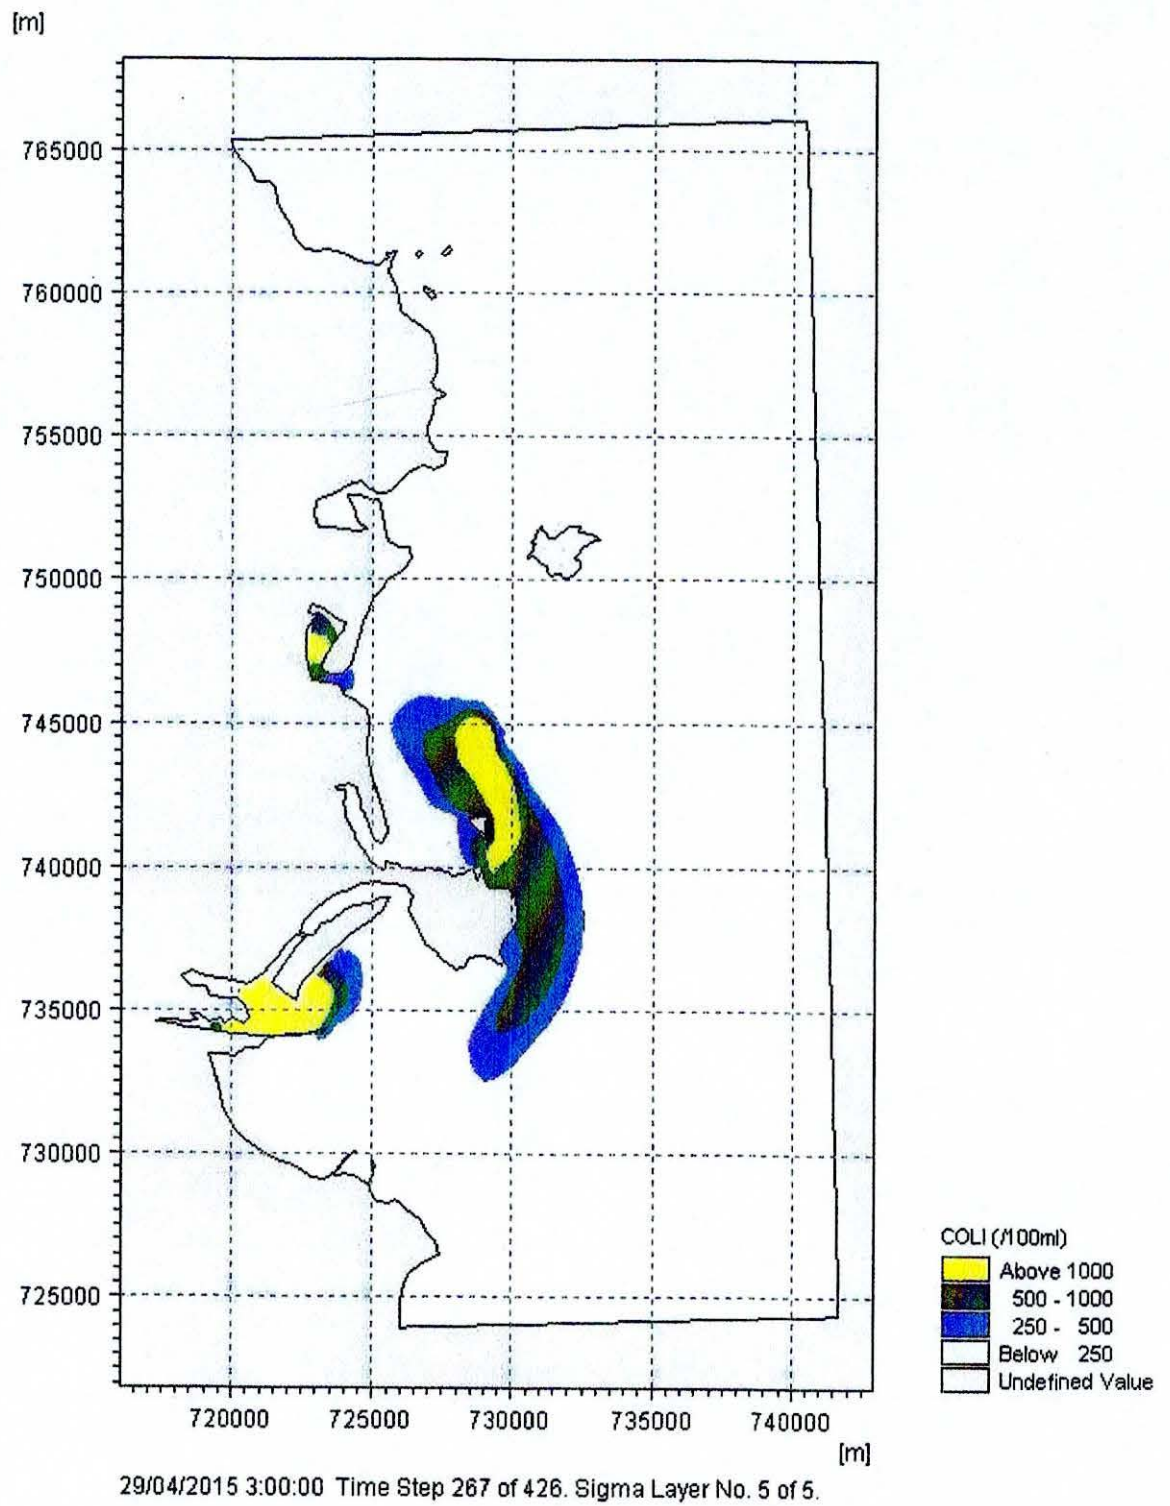 [m]
765000
760000
755000
750000
745000
740000
735000
730000
725000
720000 725000 730000 735000 740000
[m]
COLI (/100ml)
Above 1000
500 - 1000
250 - 500
Below 250
Undefined Value
29/04/2015 3:00:00 Time Step 267 of 426. Sigma Layer No. 5 of 5.